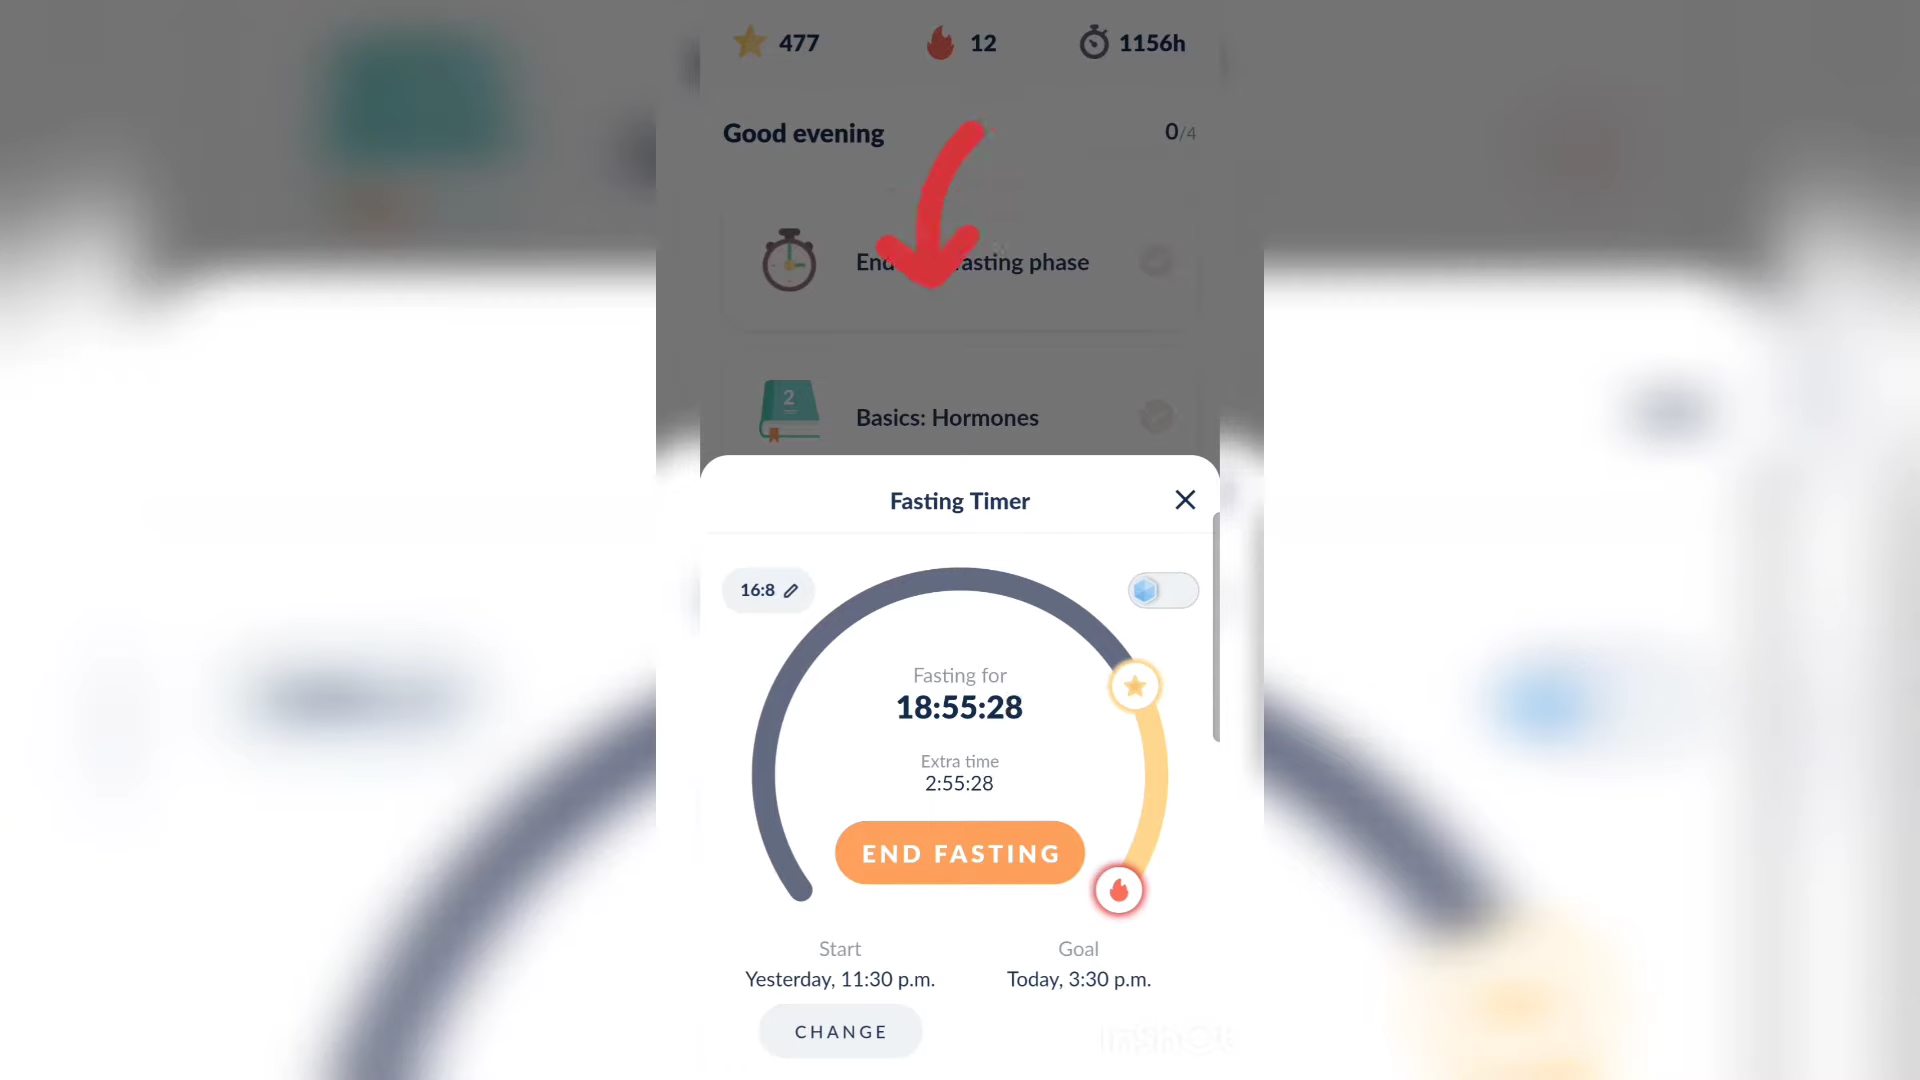 477 12 1156h
Good evening 0/4
En asting phase
2
Basics: Hormones
Fasting Timer
16:8
Fasting for
18:55:28
Extra time
2:55:28
END FASTING
Start Goal
Yesterday, 11:30 p.m. Today, 3:30 p.m.
CHANGE